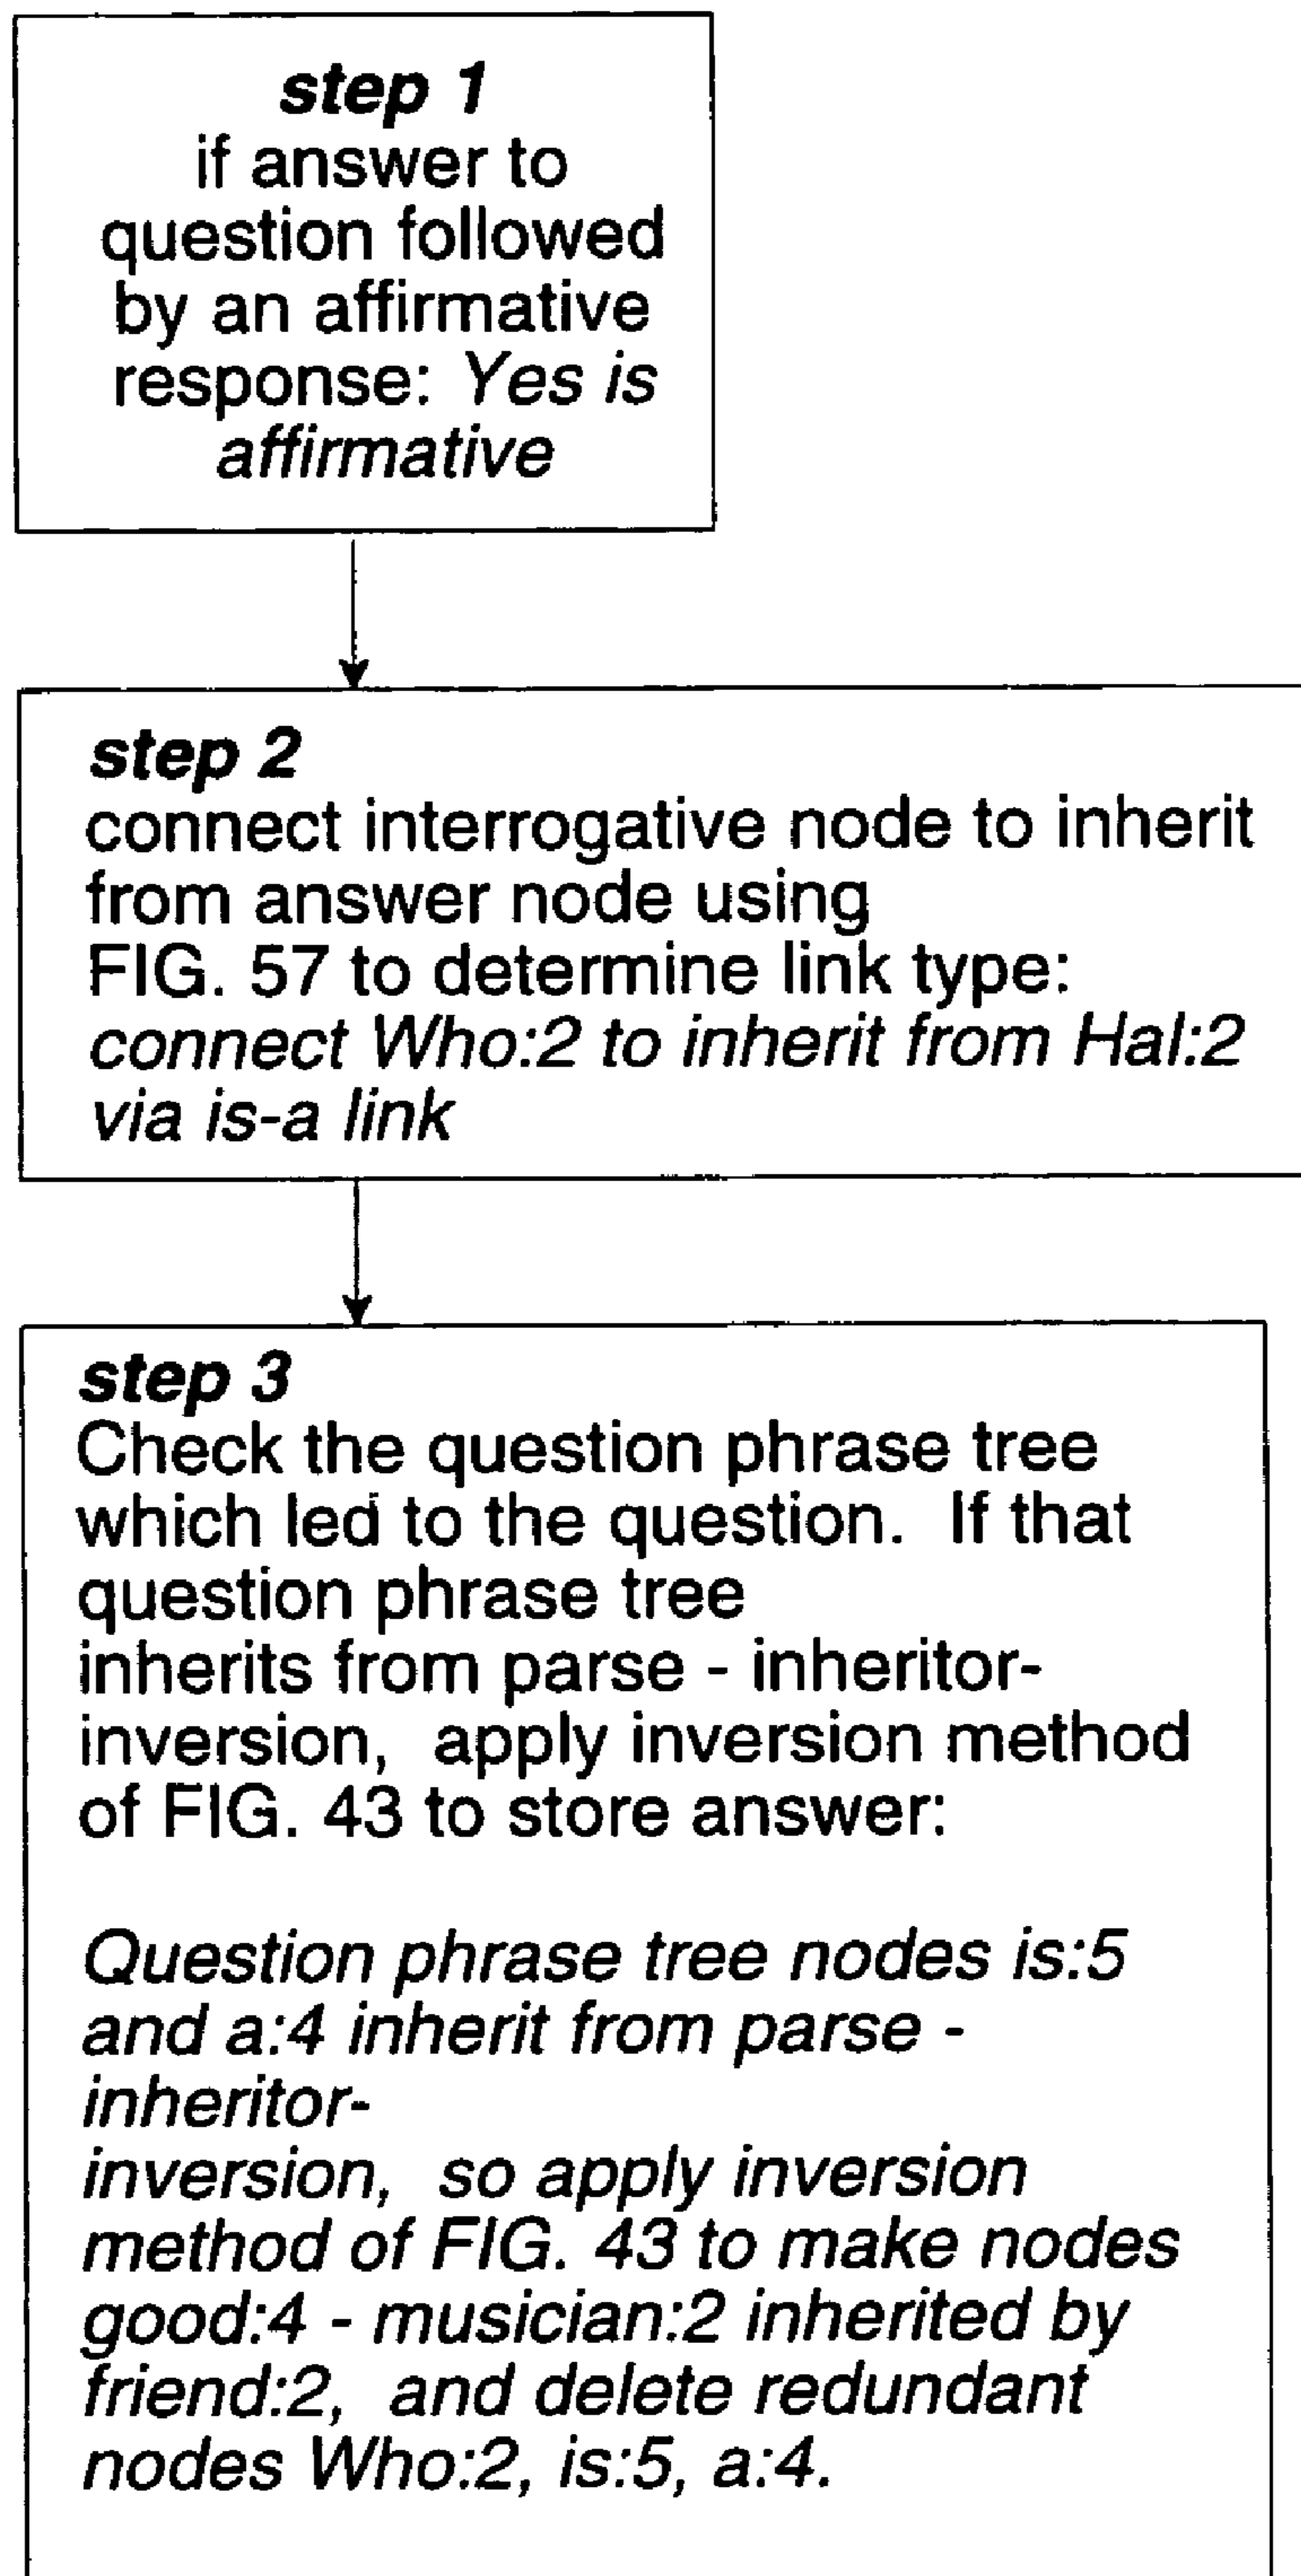 step 1
if answer to
question followed
by an affirmative
response: Yes is
affirmative
step 2
connect interrogative node to inherit
from answer node using
FIG. 57 to determine link type:
connect Who:2 to inherit from Hal:2
via is-a link
step 3
Check the question phrase tree
which led to the question.  If that
question phrase tree
inherits from parse - inheritor-
inversion,  apply inversion method
of FIG. 43 to store answer:
Question phrase tree nodes is:5
and a:4 inherit from parse -
inheritor-
inversion,  so apply inversion
method of FIG. 43 to make nodes
good:4 - musician:2 inherited by
friend:2,  and delete redundant
nodes Who:2, is:5, a:4.